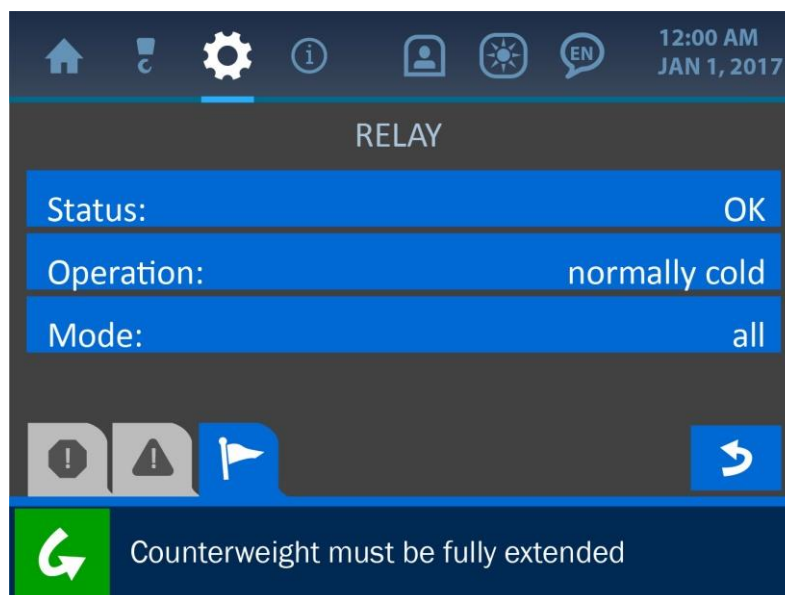 EN
12:00 AM
JAN 1, 2017
RELAY
Status: OK
Operation: normally cold
Mode: all
Counterweight must be fully extended